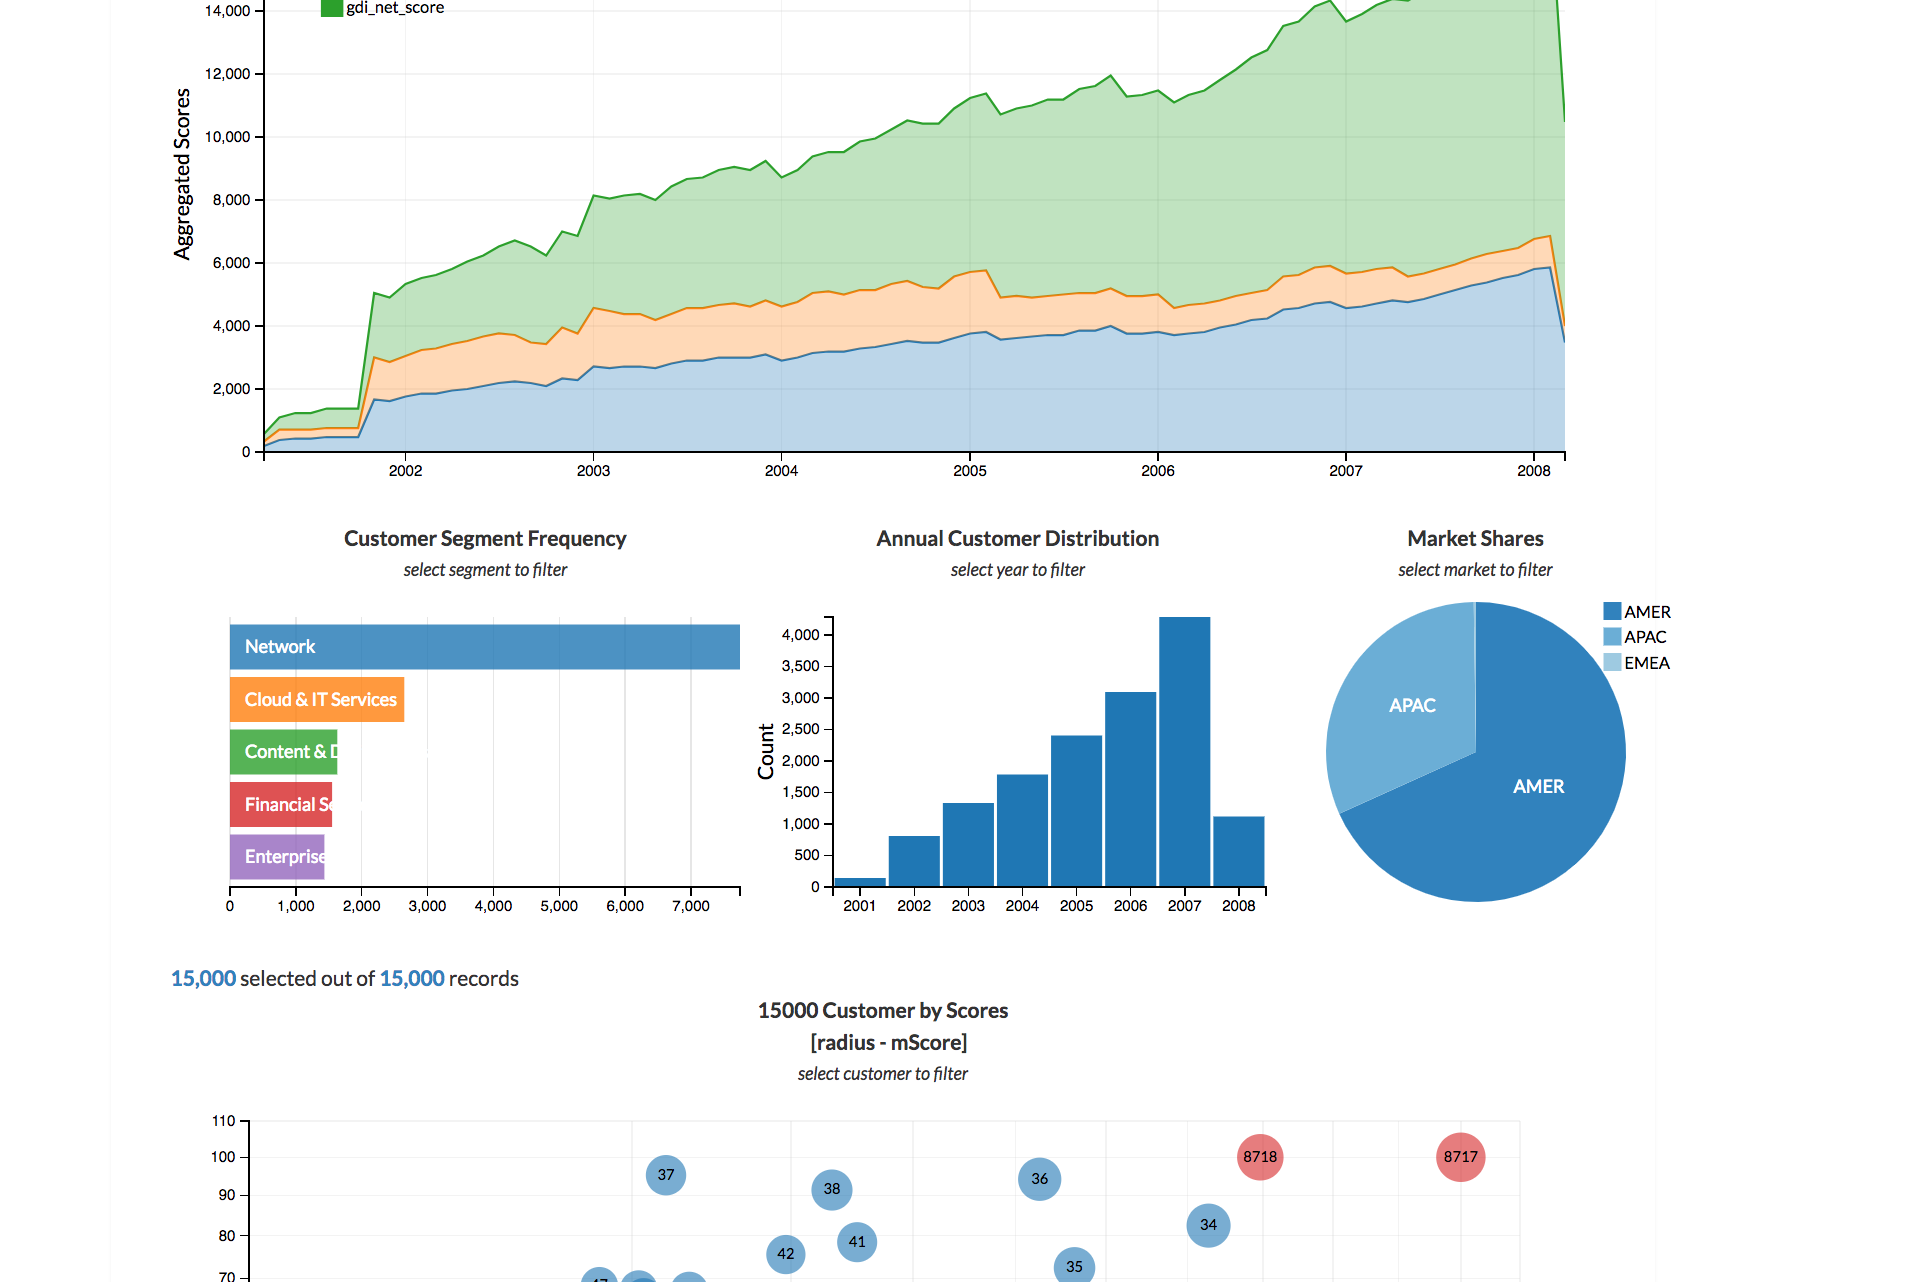 gdi_net_score
14,000
12,000
10,000
8,000
6,000
4,000
2,000
0
Aggregated Scores
2002 2003 2004 2005 2006 2007 2008
Customer Segment Frequency
select segment to filter
Network
Cloud & IT Services
Content & D
Financial Se
Enterprise
0 1,000 2,000 3,000 4,000 5,000 6,000 7,000
Annual Customer Distribution
select year to filter
Count
4,000
3,500
3,000
2,500
2,000
1,500
1,000
500
0
2001 2002 2003 2004 2005 2006 2007 2008
Market Shares
select market to filter
AMER
APAC
EMEA
APAC
AMER
15,000 selected out of 15,000 records
15000 Customer by Scores
[radius - mScore]
select customer to filter
110
100
90
80
70
37
38
36
8718
8717
34
41
42
35
47